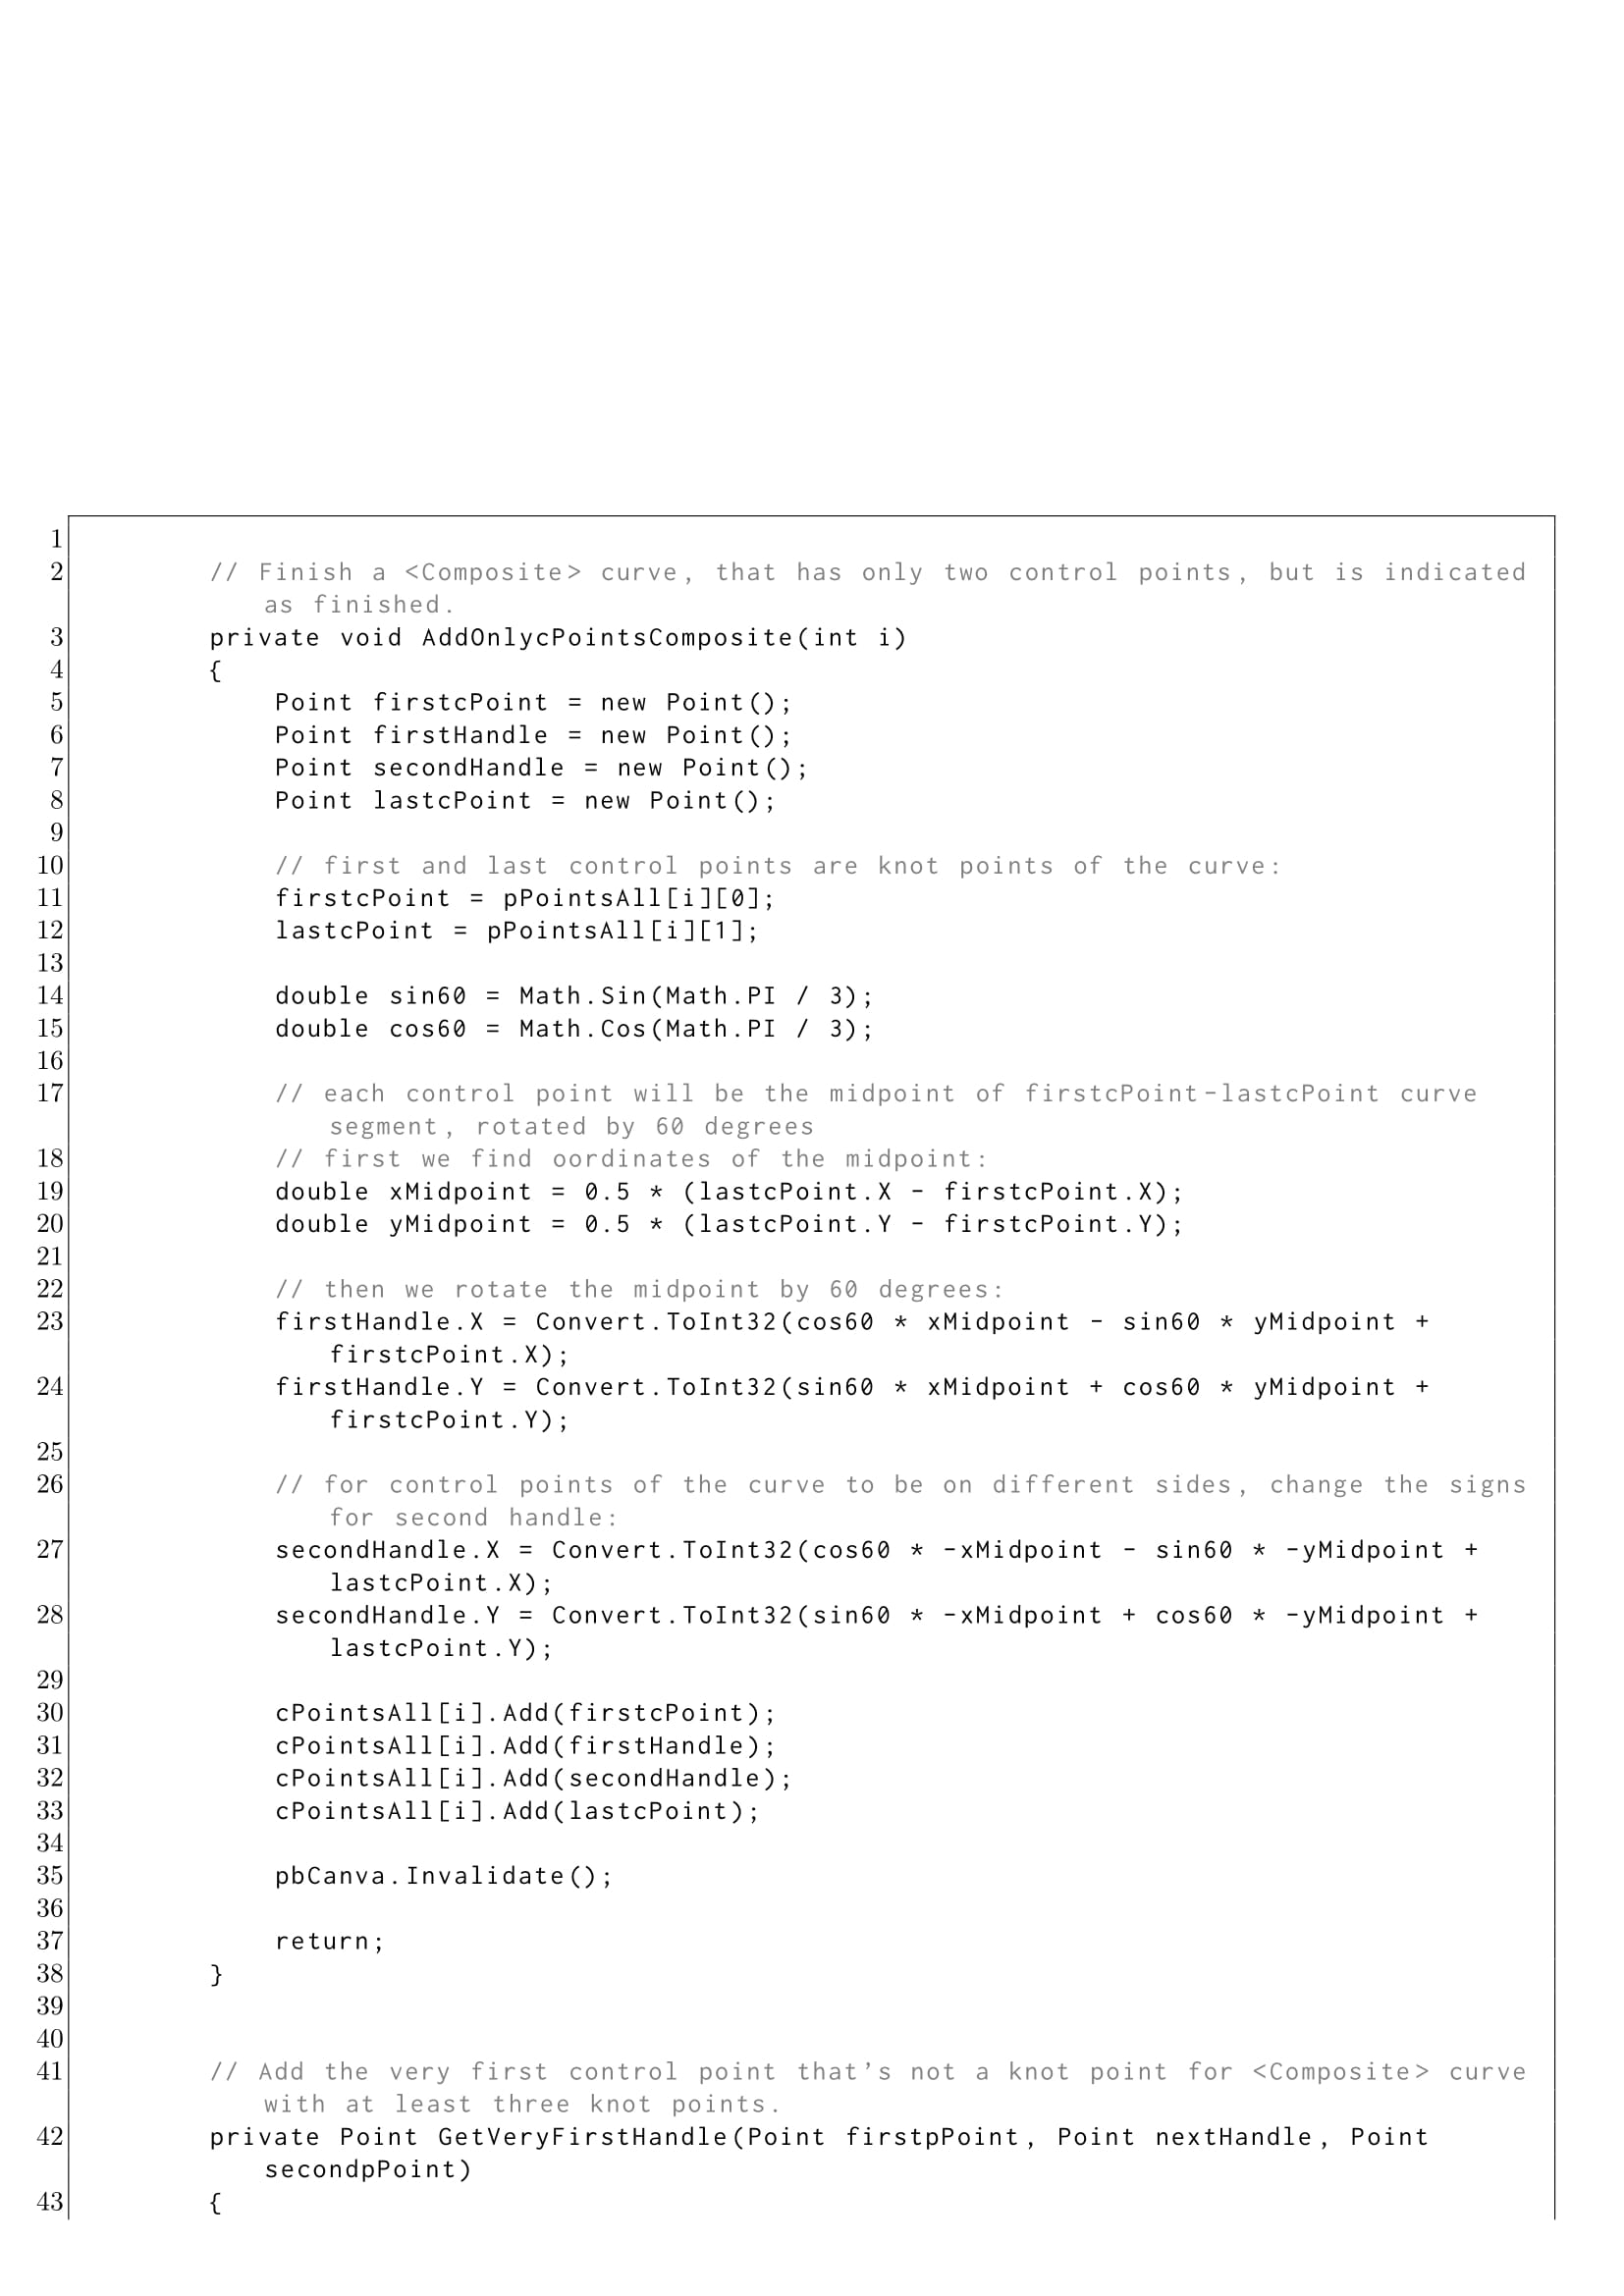 1
2 // Finish a <Composite> curve, that has only two control points, but is indicated
as finished.
3 private void AddOnlycPointsComposite(int i)
4 {
5 Point firstcPoint = new Point();
6 Point firstHandle = new Point();
7 Point secondHandle = new Point();
8 Point lastcPoint = new Point();
9
10 // first and last control points are knot points of the curve:
11 firstcPoint = pPointsAll[i][0];
12 lastcPoint = pPointsAll[i][1];
13
14 double sin60 = Math.Sin(Math.PI / 3);
15 double cos60 = Math.Cos(Math.PI / 3);
16
17 // each control point will be the midpoint of firstcPoint-lastcPoint curve
segment, rotated by 60 degrees
18 // first we find oordinates of the midpoint:
19 double xMidpoint = 0.5 * (lastcPoint.X - firstcPoint.X);
20 double yMidpoint = 0.5 * (lastcPoint.Y - firstcPoint.Y);
21
22 // then we rotate the midpoint by 60 degrees:
23 firstHandle.X = Convert.ToInt32(cos60 * xMidpoint - sin60 * yMidpoint +
firstcPoint.X);
24 firstHandle.Y = Convert.ToInt32(sin60 * xMidpoint + cos60 * yMidpoint +
firstcPoint.Y);
25
26 // for control points of the curve to be on different sides, change the signs
for second handle:
27 secondHandle.X = Convert.ToInt32(cos60 * -xMidpoint - sin60 * -yMidpoint +
lastcPoint.X);
28 secondHandle.Y = Convert.ToInt32(sin60 * -xMidpoint + cos60 * -yMidpoint +
lastcPoint.Y);
29
30 cPointsAll[i].Add(firstcPoint);
31 cPointsAll[i].Add(firstHandle);
32 cPointsAll[i].Add(secondHandle);
33 cPointsAll[i].Add(lastcPoint);
34
35 pbCanva.Invalidate();
36
37 return;
38 }
39
40
41 // Add the very first control point that's not a knot point for <Composite> curve
with at least three knot points.
42 private Point GetVeryFirstHandle(Point firstpPoint, Point nextHandle, Point
secondpPoint)
43 {